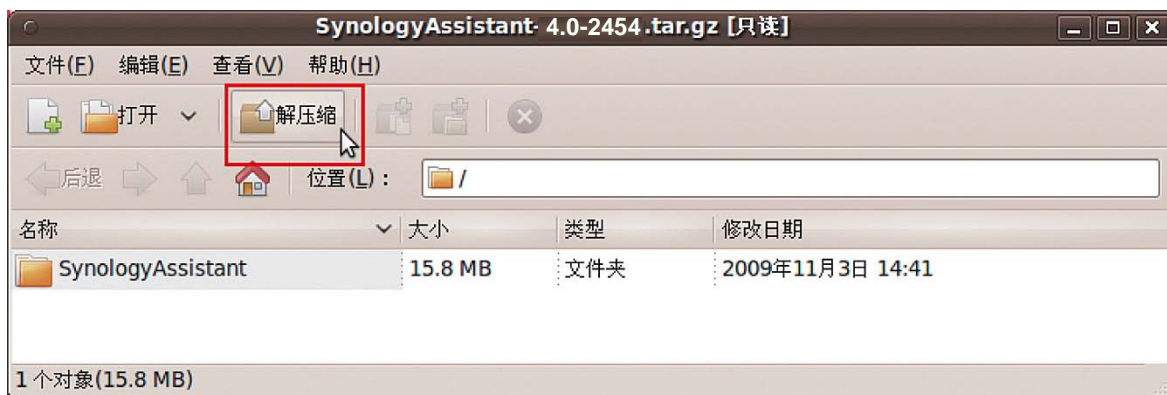 SynologyAssistant- 4.0-2454.tar.gz [只读]
文件(F) 编辑(E) 查看(V) 帮助(H)
打开 解压缩
后退 位置(L)： /
名称 大小 类型 修改日期
SynologyAssistant 15.8 MB 文件夹 2009年11月3日 14:41
1 个对象(15.8 MB)